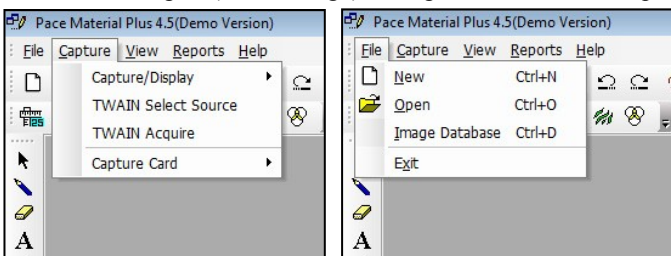 Pace Material Plus 4.5(Demo Version)
File Capture View Reports Help
Capture/Display
TWAIN Select Source
TWAIN Acquire
Capture Card
A
Pace Material Plus 4.5(Demo Version)
File Capture View Reports Help
New Ctrl+N
Open Ctrl+O
Image Database Ctrl+D
Exit
A